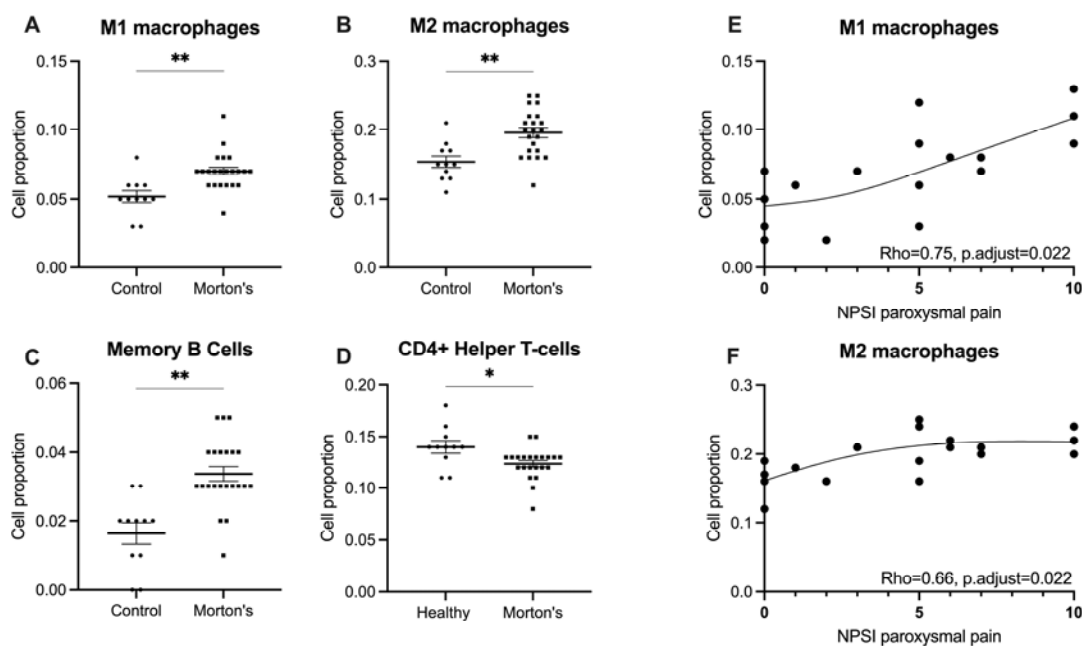 A
M1 macrophages
**
Cell proportion
0.15
0.10
0.05
0.00
Control
Morton's
B
M2 macrophages
**
Cell proportion
0.3
0.2
0.1
0.0
Control
Morton's
E
M1 macrophages
Cell proportion
0.15
0.10
0.05
0.00
Rho=0.75, p.adjust=0.022
0
5
10
NPSI paroxysmal pain
C
Memory B Cells
**
Cell proportion
0.06
0.04
0.02
0.00
Control
Morton's
D
CD4+ Helper T-cells
*
Cell proportion
0.20
0.15
0.10
0.05
0.00
Healthy
Morton's
F
M2 macrophages
Cell proportion
0.3
0.2
0.1
0.0
Rho=0.66, p.adjust=0.022
0
5
10
NPSI paroxysmal pain